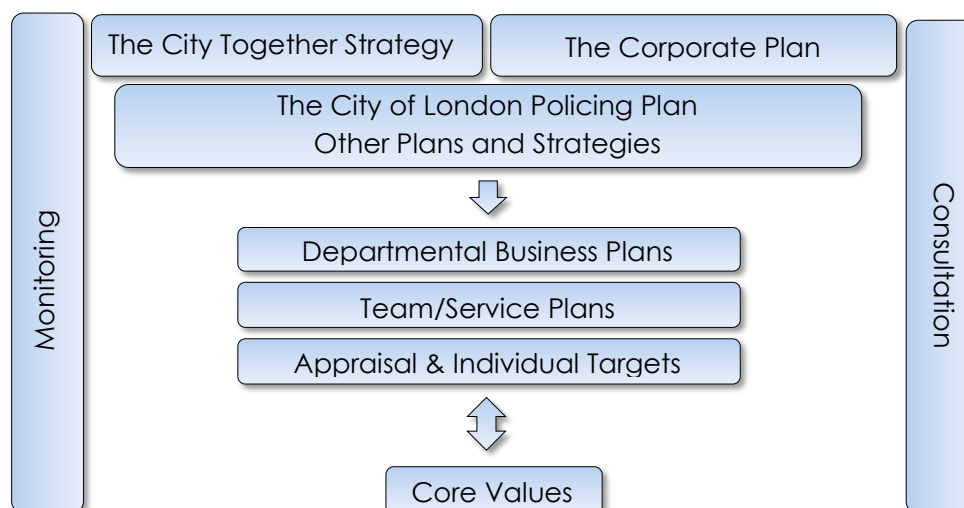 The City Together Strategy
The Corporate Plan
The City of London Policing Plan
Other Plans and Strategies
Monitoring
Consultation
Departmental Business Plans
Team/Service Plans
Appraisal & Individual Targets
Core Values